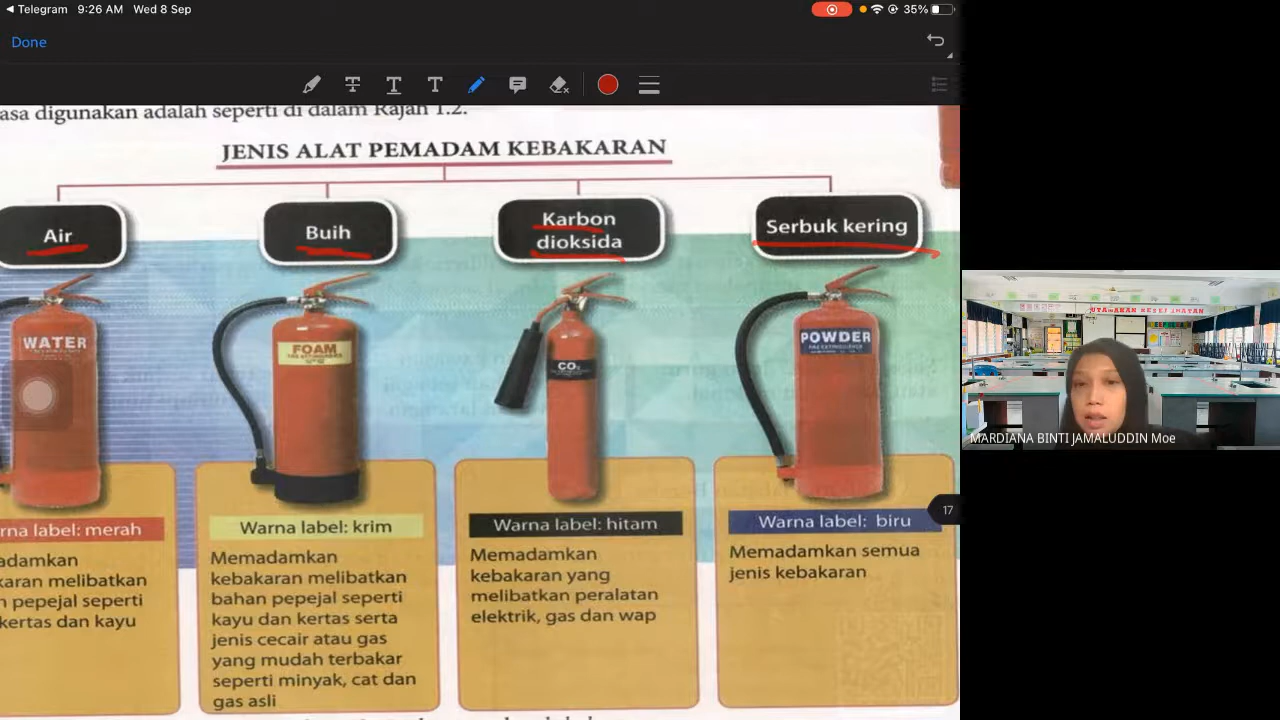 Telegram 9:26 AM Wed 8 Sep
35%
Done
asa digunakan adalah seperti di dalam Rajah 1.2.
JENIS ALAT PEMADAM KEBAKARAN
Air
Buih
Karbon
dioksida
Serbuk kering
WATER
FOAM
FIRE EXTINGUISHER
CO₂
POWDER
FIRE EXTINGUISHER
rna label: merah
adamkan
karan melibatkan
n pepejal seperti
kertas dan kayu
Warna label: krim
Memadamkan
kebakaran melibatkan
bahan pepejal seperti
kayu dan kertas serta
jenis cecair atau gas
yang mudah terbakar
seperti minyak, cat dan
gas asli
Warna label: hitam
Memadamkan
kebakaran yang
melibatkan peralatan
elektrik, gas dan wap
Warna label: biru
Memadamkan semua
jenis kebakaran
17
MARDIANA BINTI JAMALUDDIN Moe